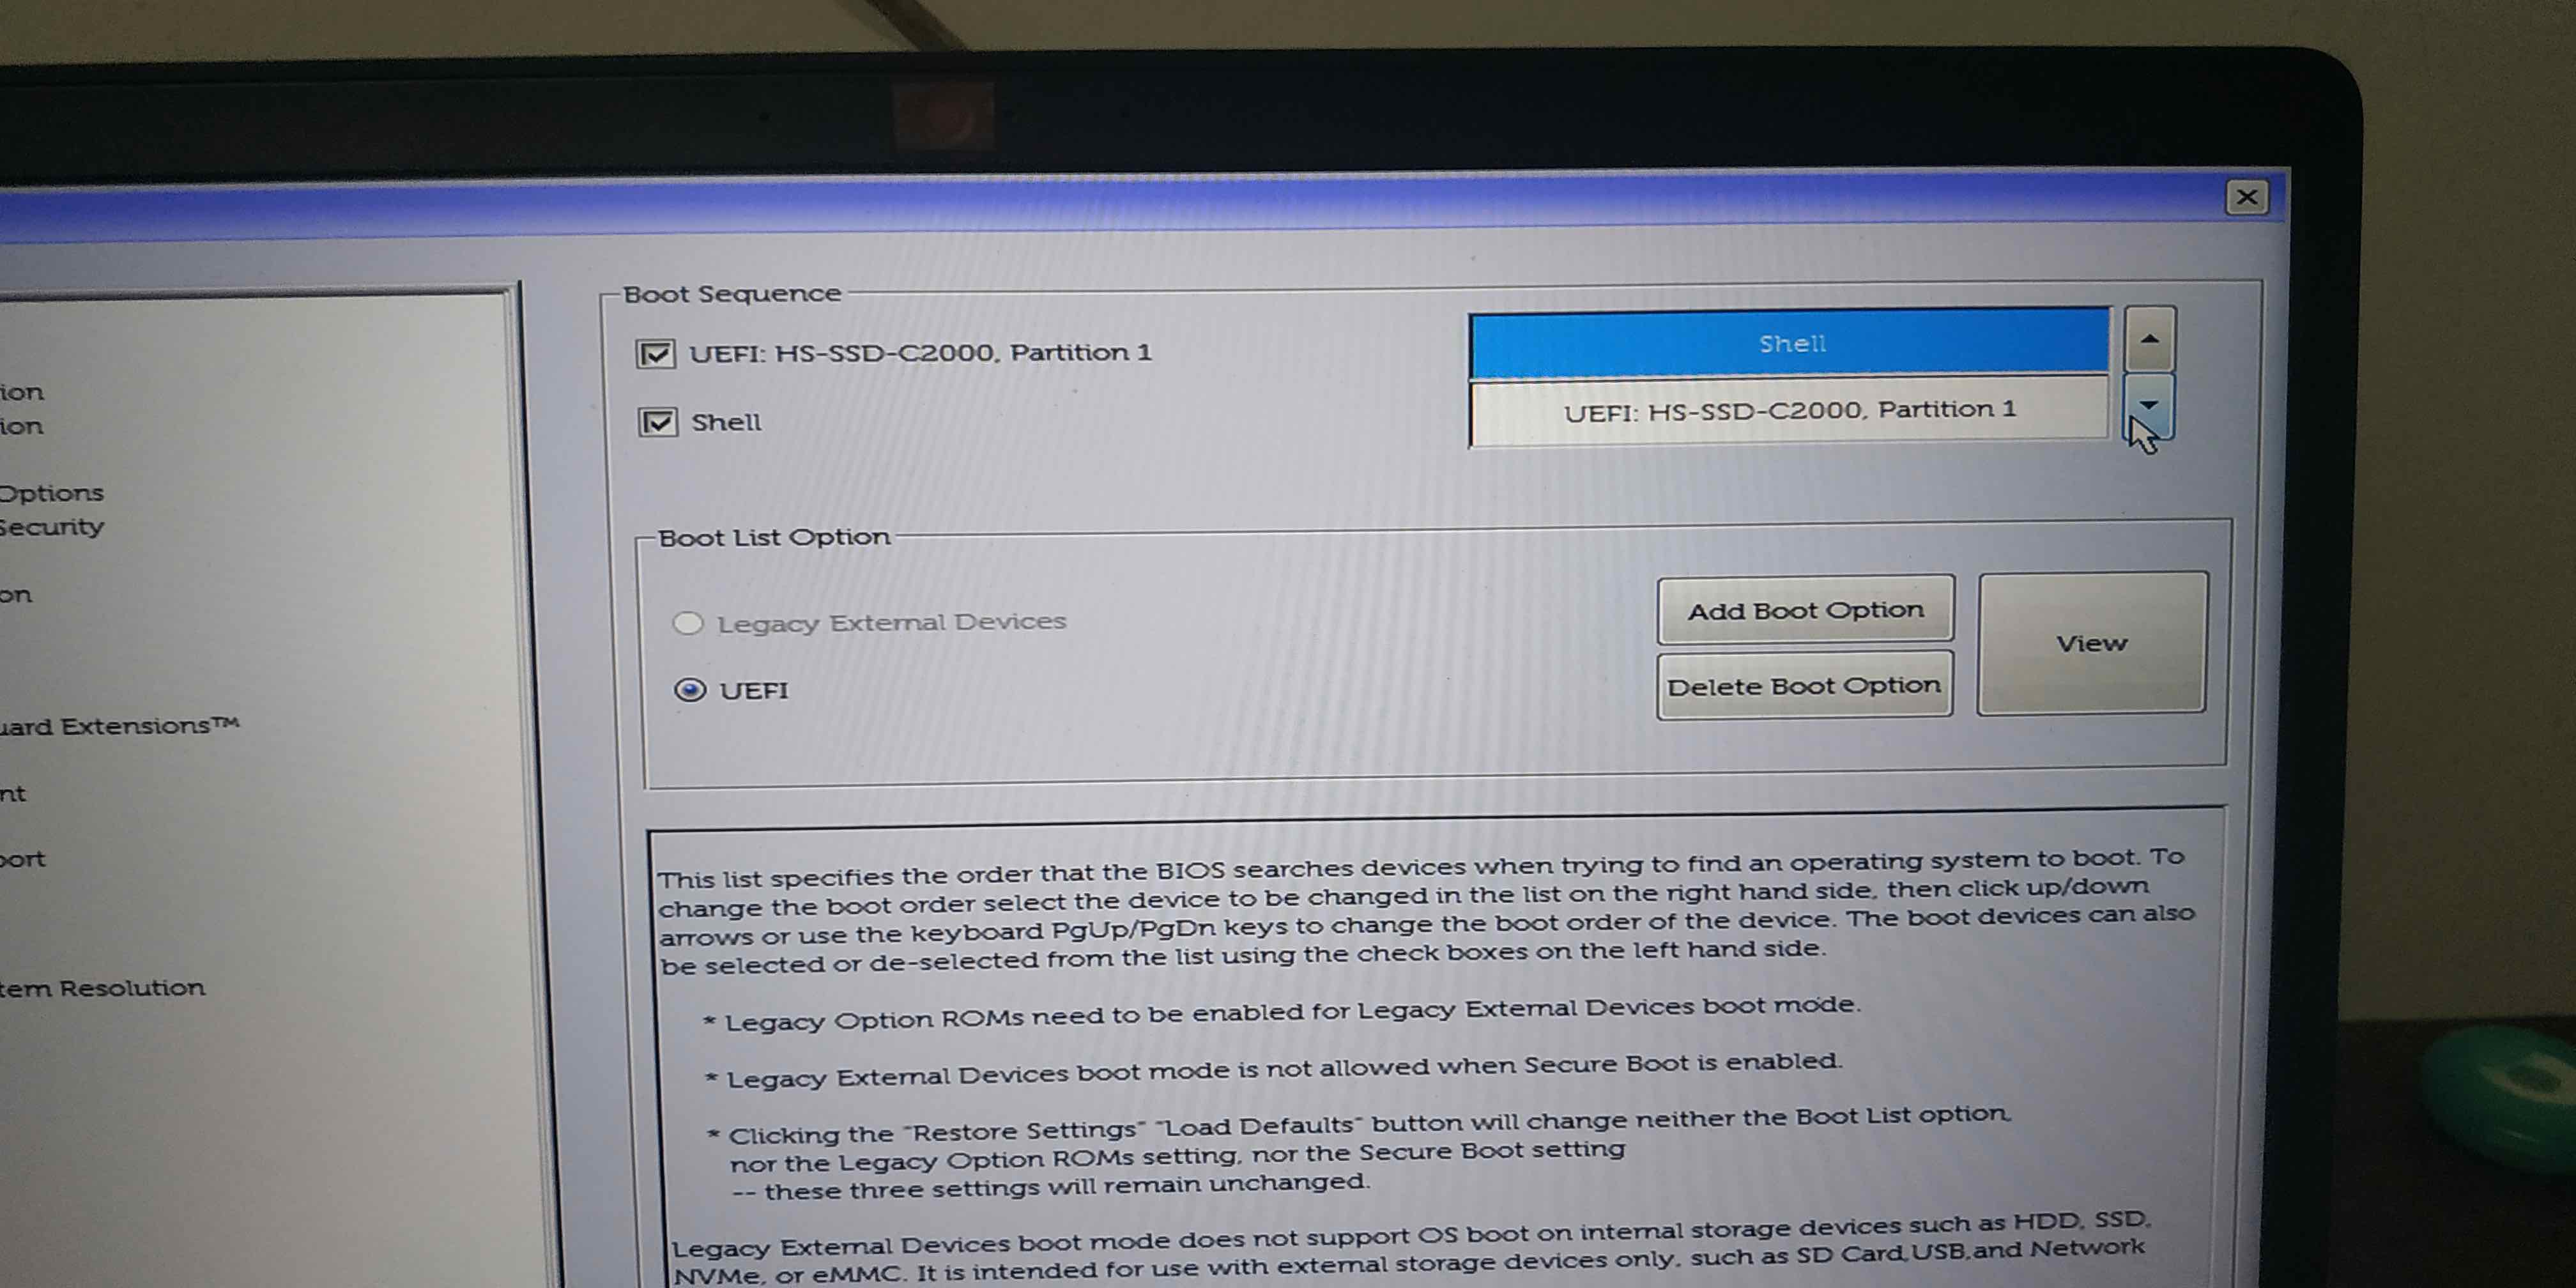 Boot Sequence
UEFI: HS-SSD-C2000, Partition 1
Shell
Shell
UEFI: HS-SSD-C2000, Partition 1
ion
ion
Options
Security
on
uard Extensions™
nt
port
tem Resolution
Boot List Option
Legacy External Devices
UEFI
Add Boot Option
Delete Boot Option
View
This list specifies the order that the BIOS searches devices when trying to find an operating system to boot. To
change the boot order select the device to be changed in the list on the right hand side, then click up/down
arrows or use the keyboard PgUp/PgDn keys to change the boot order of the device. The boot devices can also
be selected or de-selected from the list using the check boxes on the left hand side.
* Legacy Option ROMs need to be enabled for Legacy External Devices boot mode.
* Legacy External Devices boot mode is not allowed when Secure Boot is enabled.
* Clicking the "Restore Settings" "Load Defaults" button will change neither the Boot List option,
nor the Legacy Option ROMs setting, nor the Secure Boot setting
-- these three settings will remain unchanged.
Legacy External Devices boot mode does not support OS boot on internal storage devices such as HDD, SSD,
NVMe, or eMMC. It is intended for use with external storage devices only, such as SD Card,USB,and Network